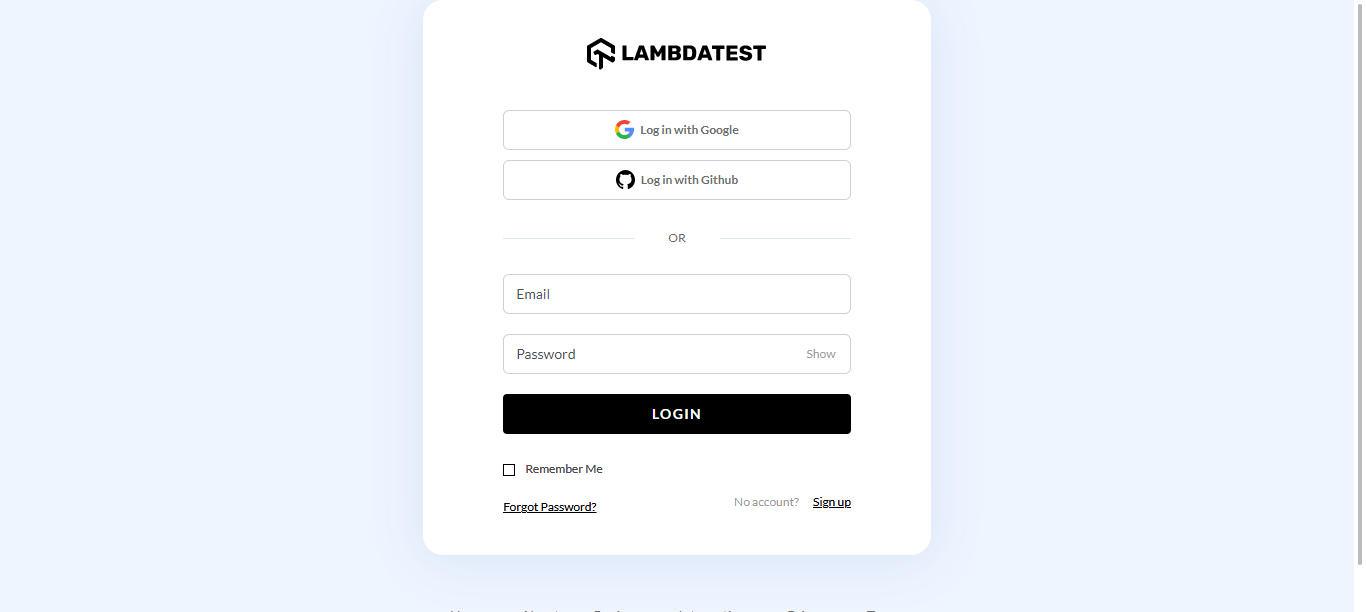 LAMBDATEST
Log in with Google
Log in with Github
OR
Email
Password Show
LOGIN
Remember Me
Forgot Password? No account? Sign up